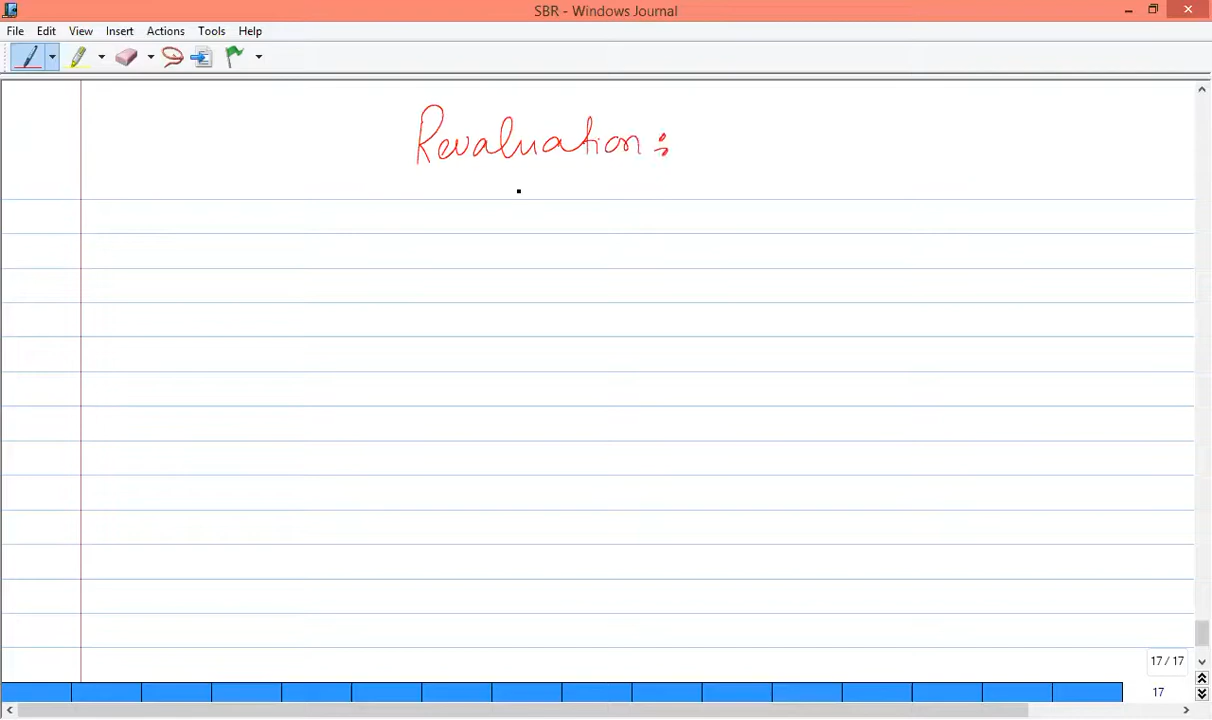 SBR - Windows Journal
File Edit View Insert Actions Tools Help
Revaluation:
17 / 17
17